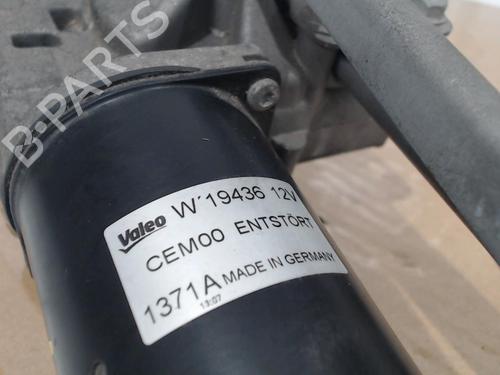 B-PARTS
Valeo W'19436 12V
CEM00 ENTSTÖRT
1371A MADE IN GERMANY
13:07